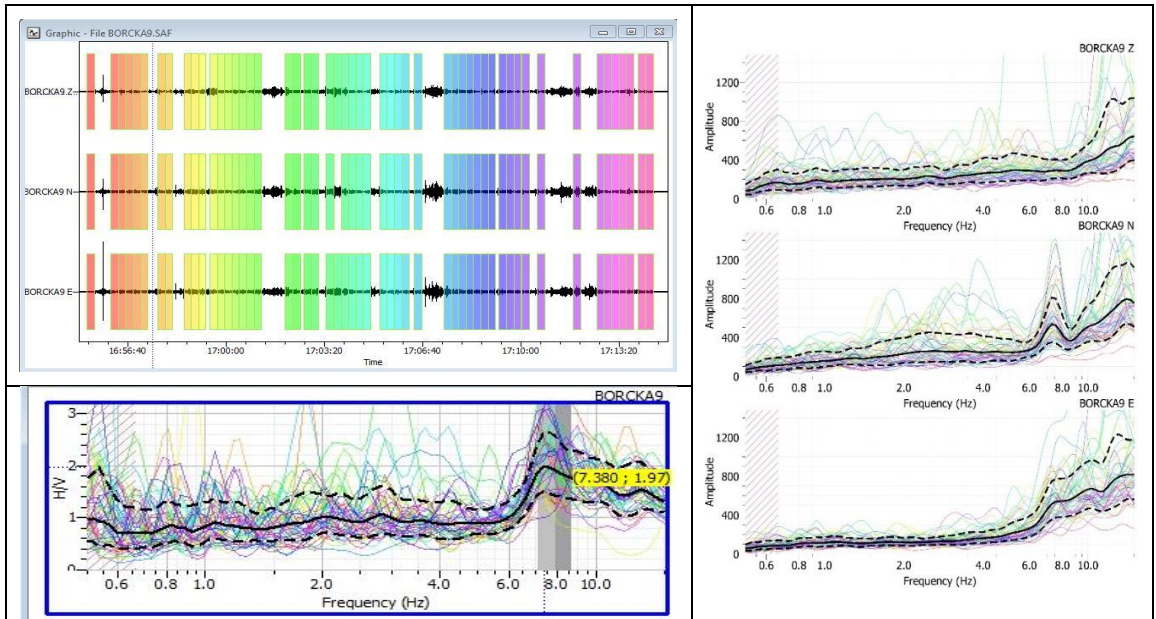 Graphic - File BORCKA9.SAF
BORCKA9 Z
BORCKA9 N
BORCKA9 E
16:56:40 17:00:00 17:03:20 17:06:40 17:10:00 17:13:20
Time
BORCKA9
3
2
1
0
H/V
(7.380 ; 1.97)
0.6 0.8 1.0 2.0 4.0 6.0 8.0 10.0
Frequency (Hz)
BORCKA9 Z
1200
800
400
0
Amplitude
0.6 0.8 1.0 2.0 4.0 6.0 8.0 10.0
Frequency (Hz)
BORCKA9 N
1200
800
400
0
Amplitude
0.6 0.8 1.0 2.0 4.0 6.0 8.0 10.0
Frequency (Hz)
BORCKA9 E
1200
800
400
0
Amplitude
0.6 0.8 1.0 2.0 4.0 6.0 8.0 10.0
Frequency (Hz)